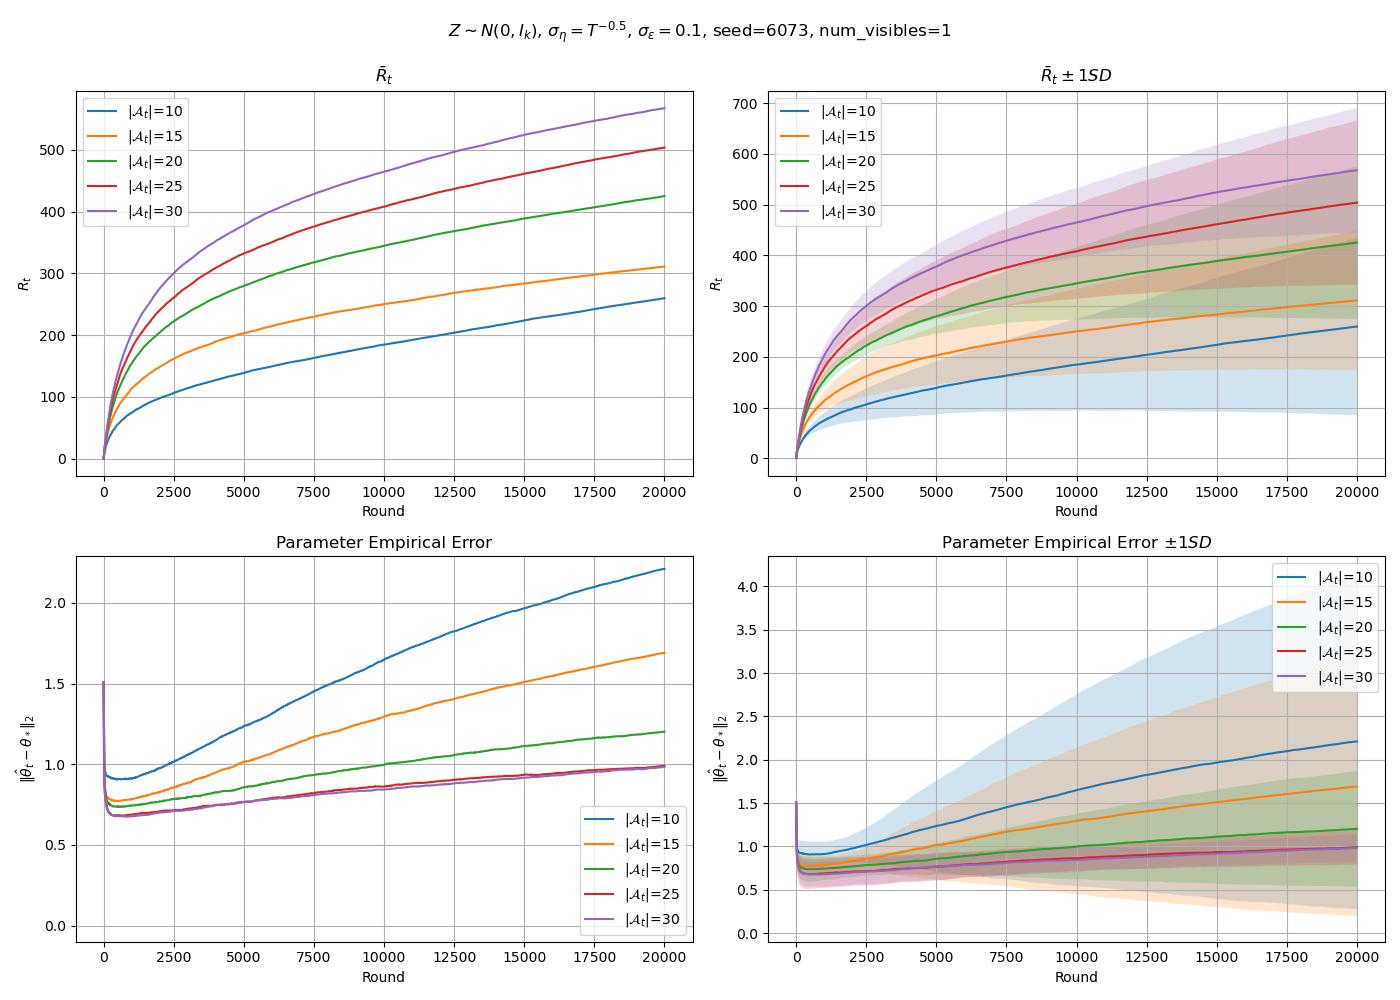 Z ∼ N(0, I_k), σ_η = T^{−0.5}, σ_ε = 0.1, seed=6073, num_visibles=1
R̄_t
R_t
500
400
300
200
100
0
0 2500 5000 7500 10000 12500 15000 17500 20000
Round
|𝒜_t|=10
|𝒜_t|=15
|𝒜_t|=20
|𝒜_t|=25
|𝒜_t|=30
R̄_t ± 1SD
R_t
700
600
500
400
300
200
100
0
0 2500 5000 7500 10000 12500 15000 17500 20000
Round
|𝒜_t|=10
|𝒜_t|=15
|𝒜_t|=20
|𝒜_t|=25
|𝒜_t|=30
Parameter Empirical Error
‖θ̂_t − θ_*‖_2
2.0
1.5
1.0
0.5
0.0
0 2500 5000 7500 10000 12500 15000 17500 20000
Round
|𝒜_t|=10
|𝒜_t|=15
|𝒜_t|=20
|𝒜_t|=25
|𝒜_t|=30
Parameter Empirical Error ±1SD
‖θ̂_t − θ_*‖_2
4.0
3.5
3.0
2.5
2.0
1.5
1.0
0.5
0.0
0 2500 5000 7500 10000 12500 15000 17500 20000
Round
|𝒜_t|=10
|𝒜_t|=15
|𝒜_t|=20
|𝒜_t|=25
|𝒜_t|=30